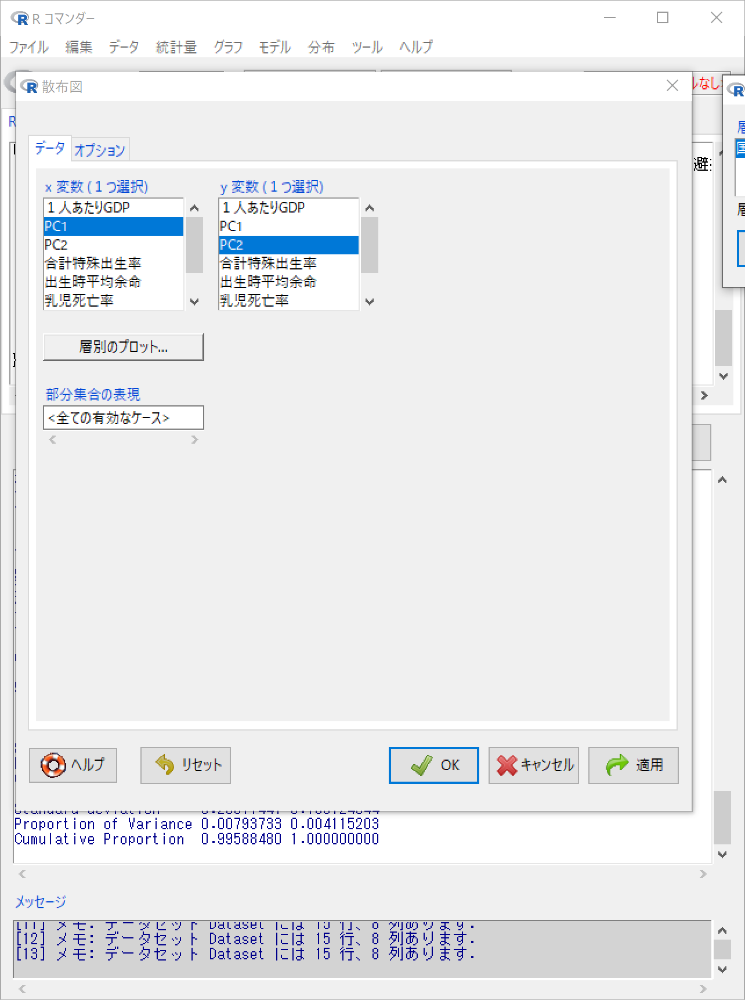 R コマンダー
ファイル 編集 データ 統計量 グラフ モデル 分布 ツール ヘルプ
散布図
ルなし
R
データ オプション
避
層
国
x 変数 (１つ選択) y 変数 (１つ選択)
１人あたりGDP １人あたりGDP
PC1 PC1
PC2 PC2
合計特殊出生率 合計特殊出生率
出生時平均余命 出生時平均余命
乳児死亡率 乳児死亡率
層
層別のプロット...
部分集合の表現
<全ての有効なケース>
ヘルプ リセット OK キャンセル 適用
Proportion of Variance 0.00793733 0.004115203
Cumulative Proportion 0.99588480 1.000000000
メッセージ
[11] メモ: データセット Dataset には 15 行、8 列あります.
[12] メモ: データセット Dataset には 15 行、8 列あります.
[13] メモ: データセット Dataset には 15 行、8 列あります.